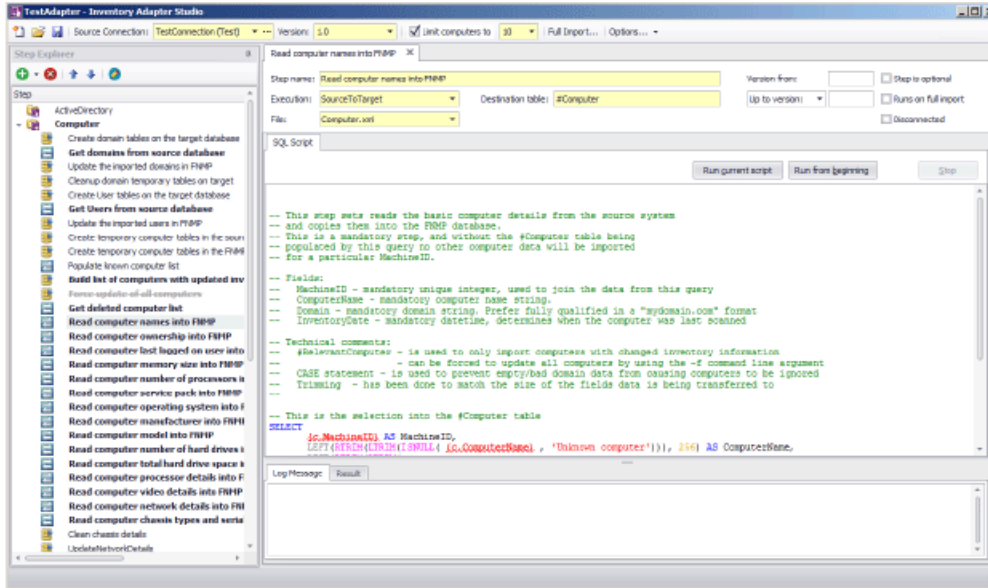 TestAdapter - Inventory Adapter Studio
Source Connection: TestConnection (Test) Version: 1.0 Limit computers to 10 Full Import... Options...
Step Explorer
Read computer names into FNMP
Step name: Read computer names into FNMP Version from: Step is optional
Execution: SourceToTarget Destination table: #Computer Up to version: Runs on full import
File: Computer.xml Disconnected
SQL Script
Run current script Run from beginning Stop
Step
ActiveDirectory
Computer
Create domain tables on the target database
Get domains from source database
Update the imported domains in FNMP
Cleanup domain temporary tables on target
Create User tables on the target database
Get Users from source database
Update the imported users in FNMP
Create temporary computer tables in the sourc
Create temporary computer tables in the FNMP
Populate known computer list
Build list of computers with updated inv
Force update of all computers
Get deleted computer list
Read computer names into FNMP
Read computer ownership into FNMP
Read computer last logged on user into
Read computer memory size into FNMP
Read computer number of processors i
Read computer service pack into FNMP
Read computer operating system into F
Read computer manufacturer into FNMP
Read computer model into FNMP
Read computer number of hard drives i
Read computer total hard drive space i
Read computer processor details into F
Read computer video details into FNMP
Read computer network details into FNI
Read computer chassis types and seria
Clean chassis details
UpdateNetworkDetails
-- This step sets reads the basic computer details from the source system
-- and copies them into the FNMP database.
-- This is a mandatory step, and without the #Computer table being
-- populated by this query no other computer data will be imported
-- for a particular MachineID.
-- Fields:
-- MachineID - mandatory unique integer, used to join the data from this query
-- ComputerName - mandatory computer name string.
-- Domain - mandatory domain string. Prefer fully qualified in a "mydomain.com" format
-- InventoryDate - mandatory datetime, determines when the computer was last scanned
-- Technical comments:
-- #RelevantComputer - is used to only import computers with changed inventory information
-- - can be forced to update all computers by using the -f command line argument
-- CASE statement - is used to prevent empty/bad domain data from causing computers to be ignored
-- Trimming - has been done to match the size of the fields data is being transferred to
--
-- This is the selection into the #Computer table
SELECT
(c.MachineID) AS MachineID,
LEFT(RTRIM(LTRIM(ISNULL( (c.ComputerName) , 'Unknown computer'))), 256) AS ComputerName,
Log Message Result